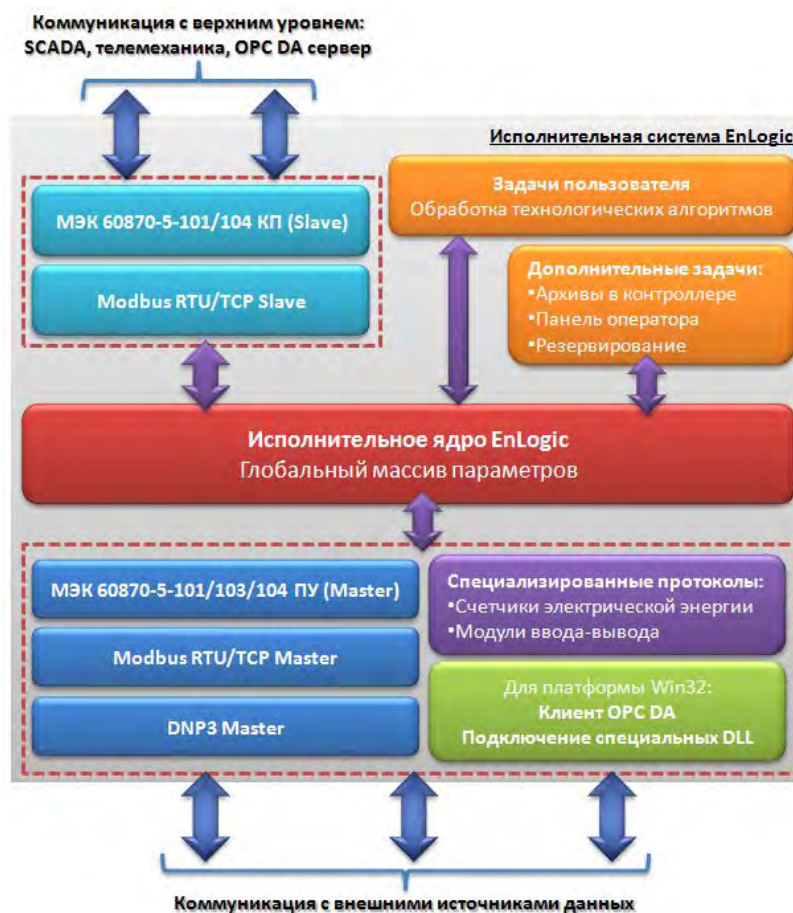 Коммуникация с верхним уровнем:
SCADA, телемеханика, OPC DA сервер
Исполнительная система EnLogic
Задачи пользователя
Обработка технологических алгоритмов
МЭК 60870-5-101/104 КП (Slave)
Modbus RTU/TCP Slave
Дополнительные задачи:
•Архивы в контроллере
•Панель оператора
•Резервирование
Исполнительное ядро EnLogic
Глобальный массив параметров
МЭК 60870-5-101/103/104 ПУ (Master)
Modbus RTU/TCP Master
DNP3 Master
Специализированные протоколы:
•Счетчики электрической энергии
•Модули ввода-вывода
Для платформы Win32:
Клиент OPC DA
Подключение специальных DLL
Коммуникация с внешними источниками данных